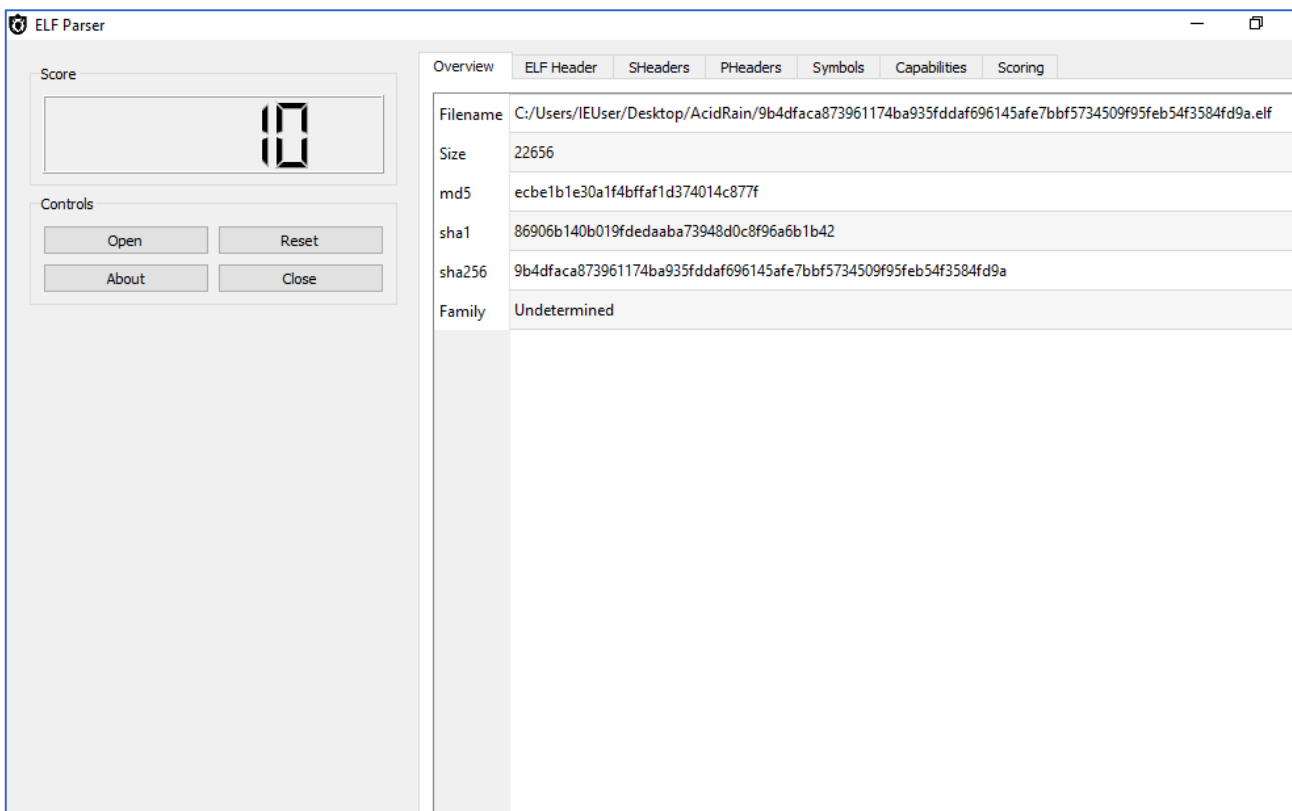 ELF Parser
Score
10
Controls
Open
Reset
About
Close
Overview
ELF Header
SHeaders
PHeaders
Symbols
Capabilities
Scoring
Filename C:/Users/IEUser/Desktop/AcidRain/9b4dfaca873961174ba935fddaf696145afe7bbf5734509f95feb54f3584fd9a.elf
Size 22656
md5 ecbe1b1e30a1f4bffaf1d374014c877f
sha1 86906b140b019fdedaaba73948d0c8f96a6b1b42
sha256 9b4dfaca873961174ba935fddaf696145afe7bbf5734509f95feb54f3584fd9a
Family Undetermined